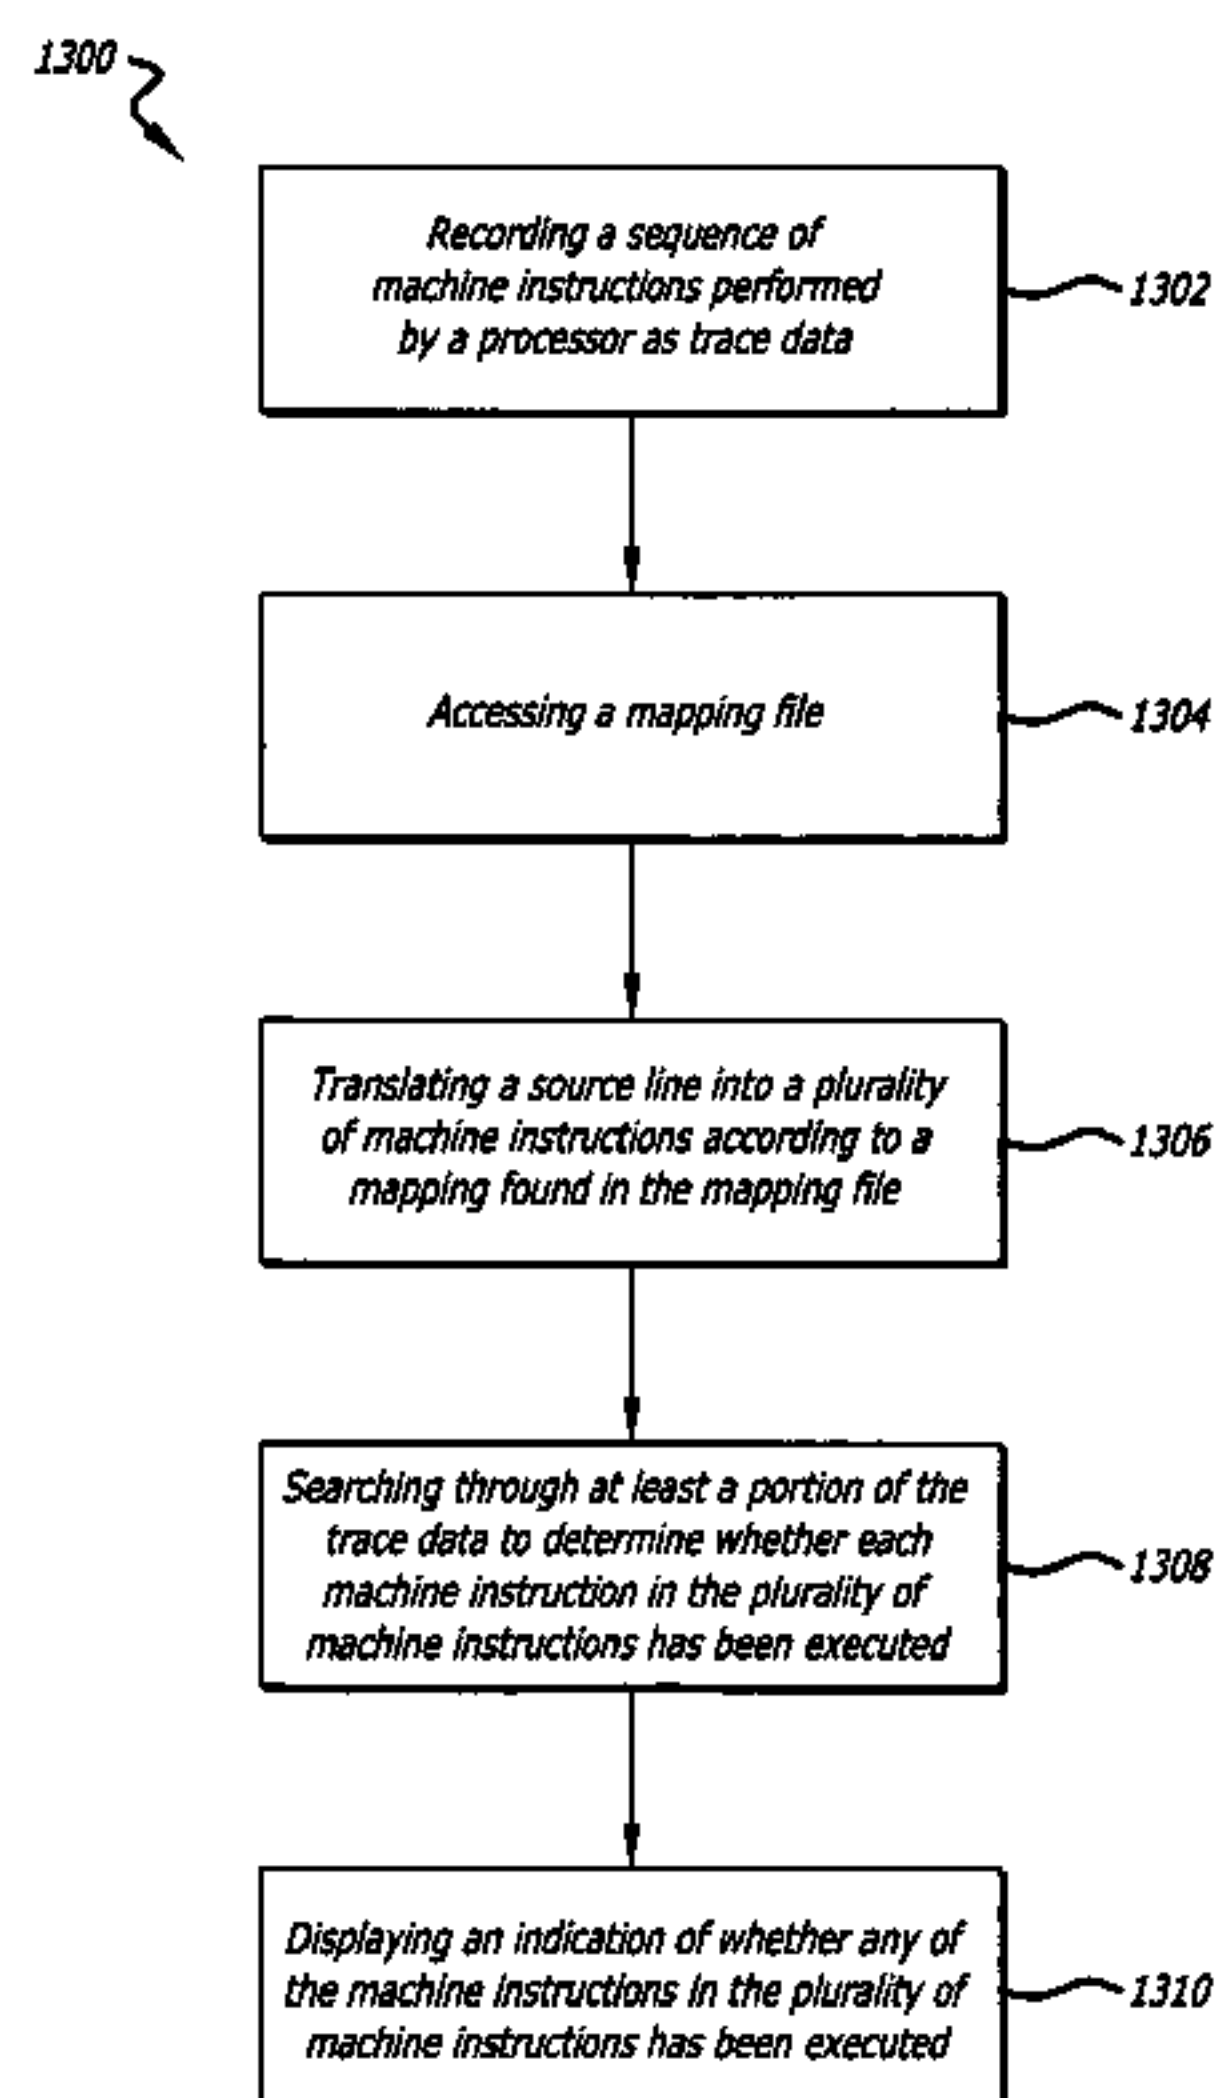 1300
Recording a sequence of
machine instructions performed
by a processor as trace data
1302
Accessing a mapping file
1304
Translating a source line into a plurality
of machine instructions according to a
mapping found in the mapping file
1306
Searching through at least a portion of the
trace data to determine whether each
machine instruction in the plurality of
machine instructions has been executed
1308
Displaying an indication of whether any of
the machine instructions in the plurality of
machine instructions has been executed
1310